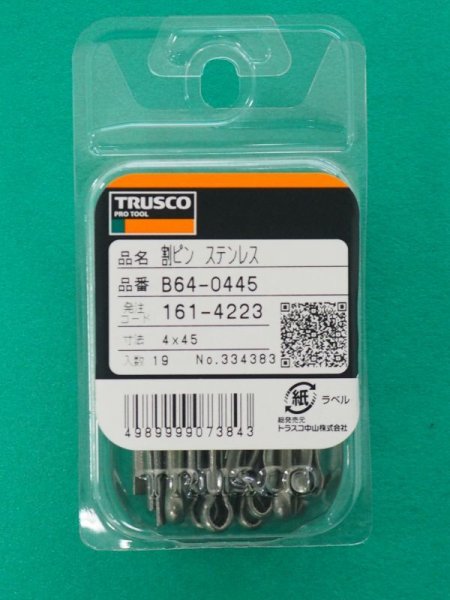 TRUSCO
PRO TOOL
品名 割ピン ステンレス
品番 B64-0445
発注コード 161-4223
寸法 4×45
入数 19 No.334383
紙 ラベル
4989999073843
総発売元
トラスコ中山株式会社
TRUSCO